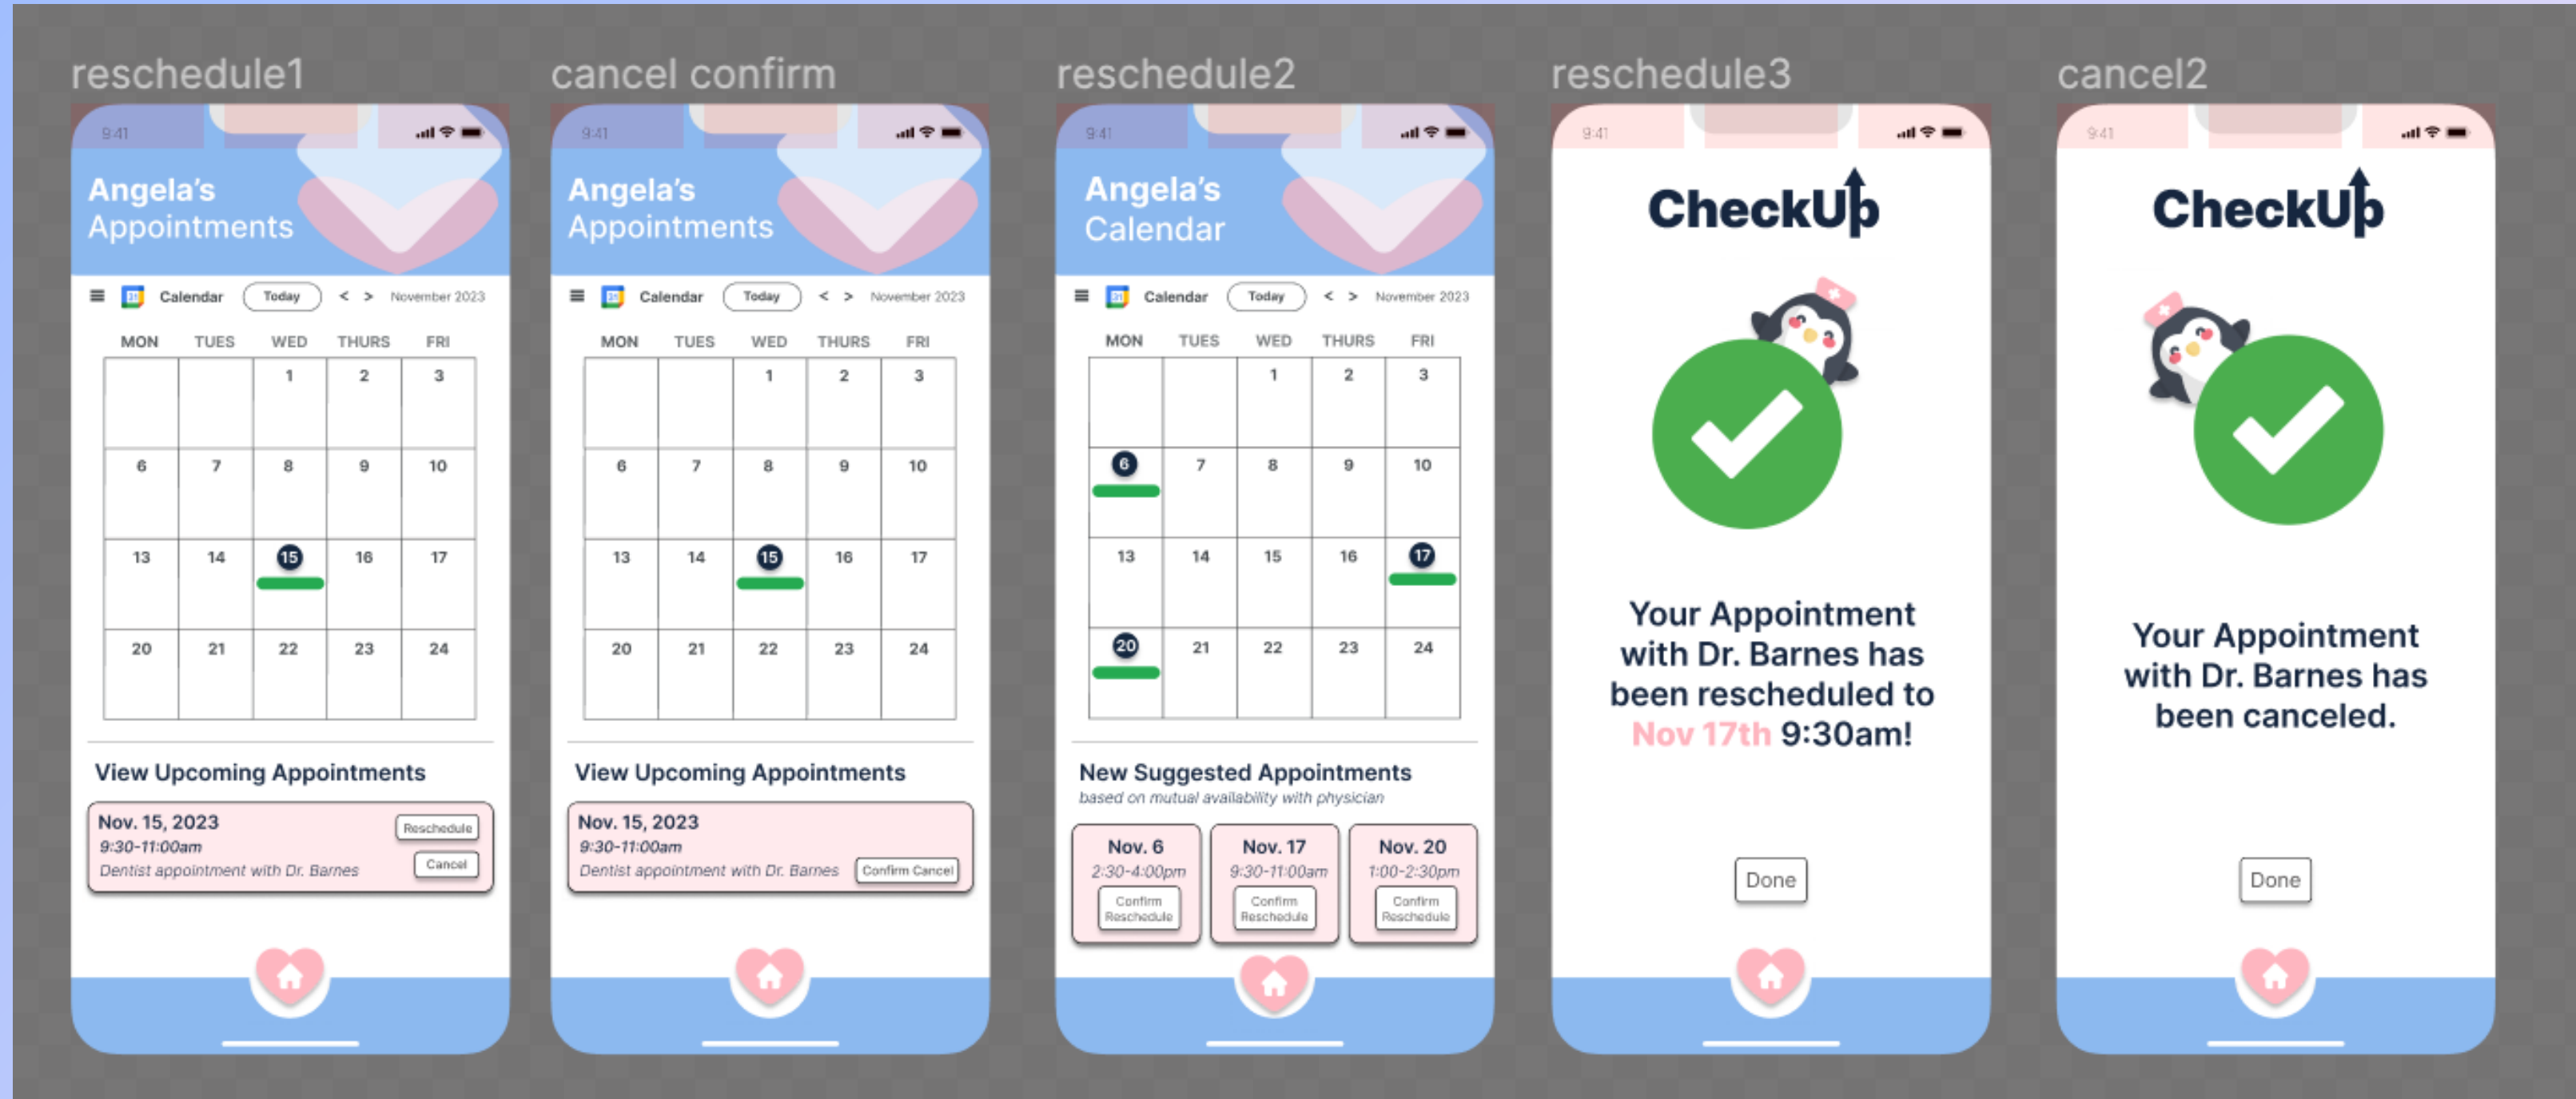 reschedule1
9:41
Angela's
Appointments
31 Calendar Today < > November 2023
MON TUES WED THURS FRI
1 2 3
6 7 8 9 10
13 14 15 16 17
20 21 22 23 24
View Upcoming Appointments
Nov. 15, 2023
Reschedule
9:30-11:00am
Dentist appointment with Dr. Barnes
Cancel
cancel confirm
9:41
Angela's
Appointments
31 Calendar Today < > November 2023
MON TUES WED THURS FRI
1 2 3
6 7 8 9 10
13 14 15 16 17
20 21 22 23 24
View Upcoming Appointments
Nov. 15, 2023
9:30-11:00am
Dentist appointment with Dr. Barnes
Confirm Cancel
reschedule2
9:41
Angela's
Calendar
31 Calendar Today < > November 2023
MON TUES WED THURS FRI
1 2 3
6 7 8 9 10
13 14 15 16 17
20 21 22 23 24
New Suggested Appointments
based on mutual availability with physician
Nov. 6
2:30-4:00pm
Confirm
Reschedule
Nov. 17
9:30-11:00am
Confirm
Reschedule
Nov. 20
1:00-2:30pm
Confirm
Reschedule
reschedule3
9:41
CheckUp
Your Appointment
with Dr. Barnes has
been rescheduled to
Nov 17th 9:30am!
Done
cancel2
9:41
CheckUp
Your Appointment
with Dr. Barnes has
been canceled.
Done